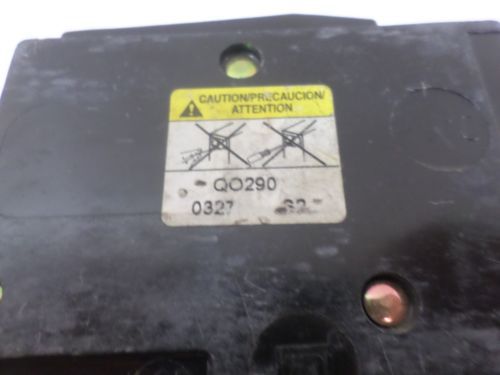 CAUTION/PRECAUCION/
ATTENTION
QO290
0327